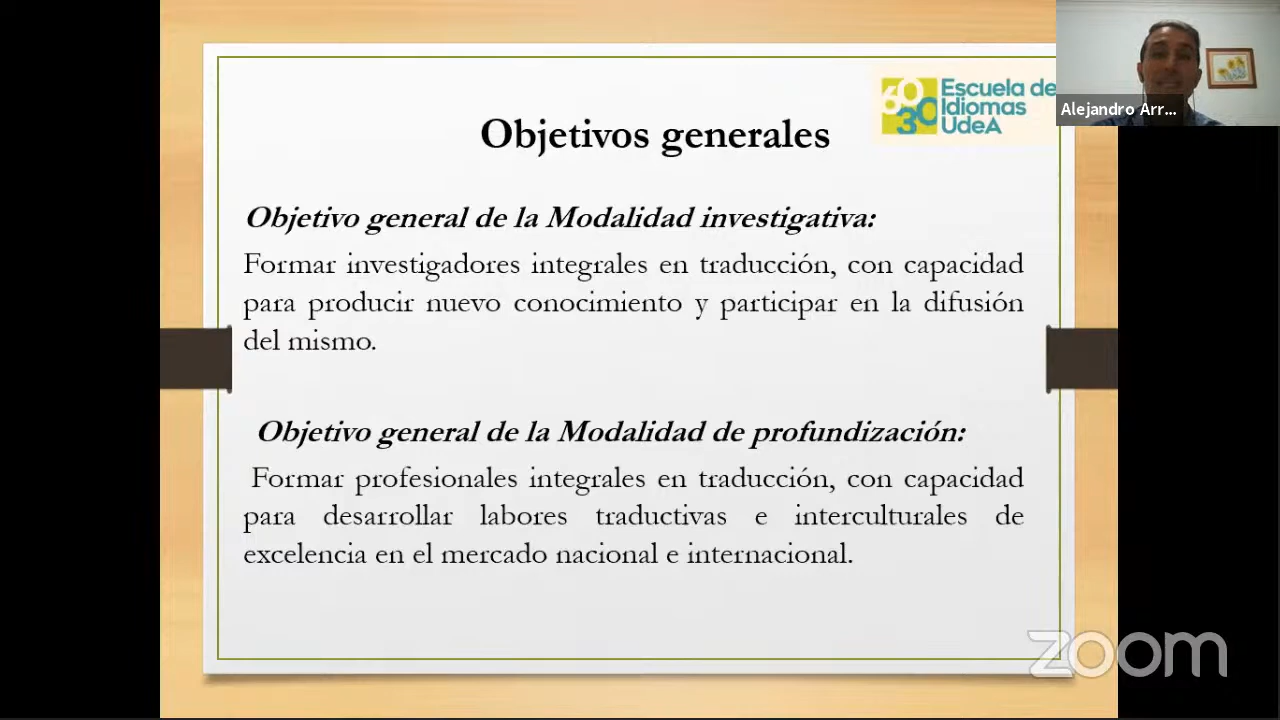 60
30
Escuela de
Idiomas
UdeA
Alejandro Arr...
Objetivos generales
Objetivo general de la Modalidad investigativa:
Formar investigadores integrales en traducción, con capacidad
para producir nuevo conocimiento y participar en la difusión
del mismo.
Objetivo general de la Modalidad de profundización:
Formar profesionales integrales en traducción, con capacidad
para desarrollar labores traductivas e interculturales de
excelencia en el mercado nacional e internacional.
zoom